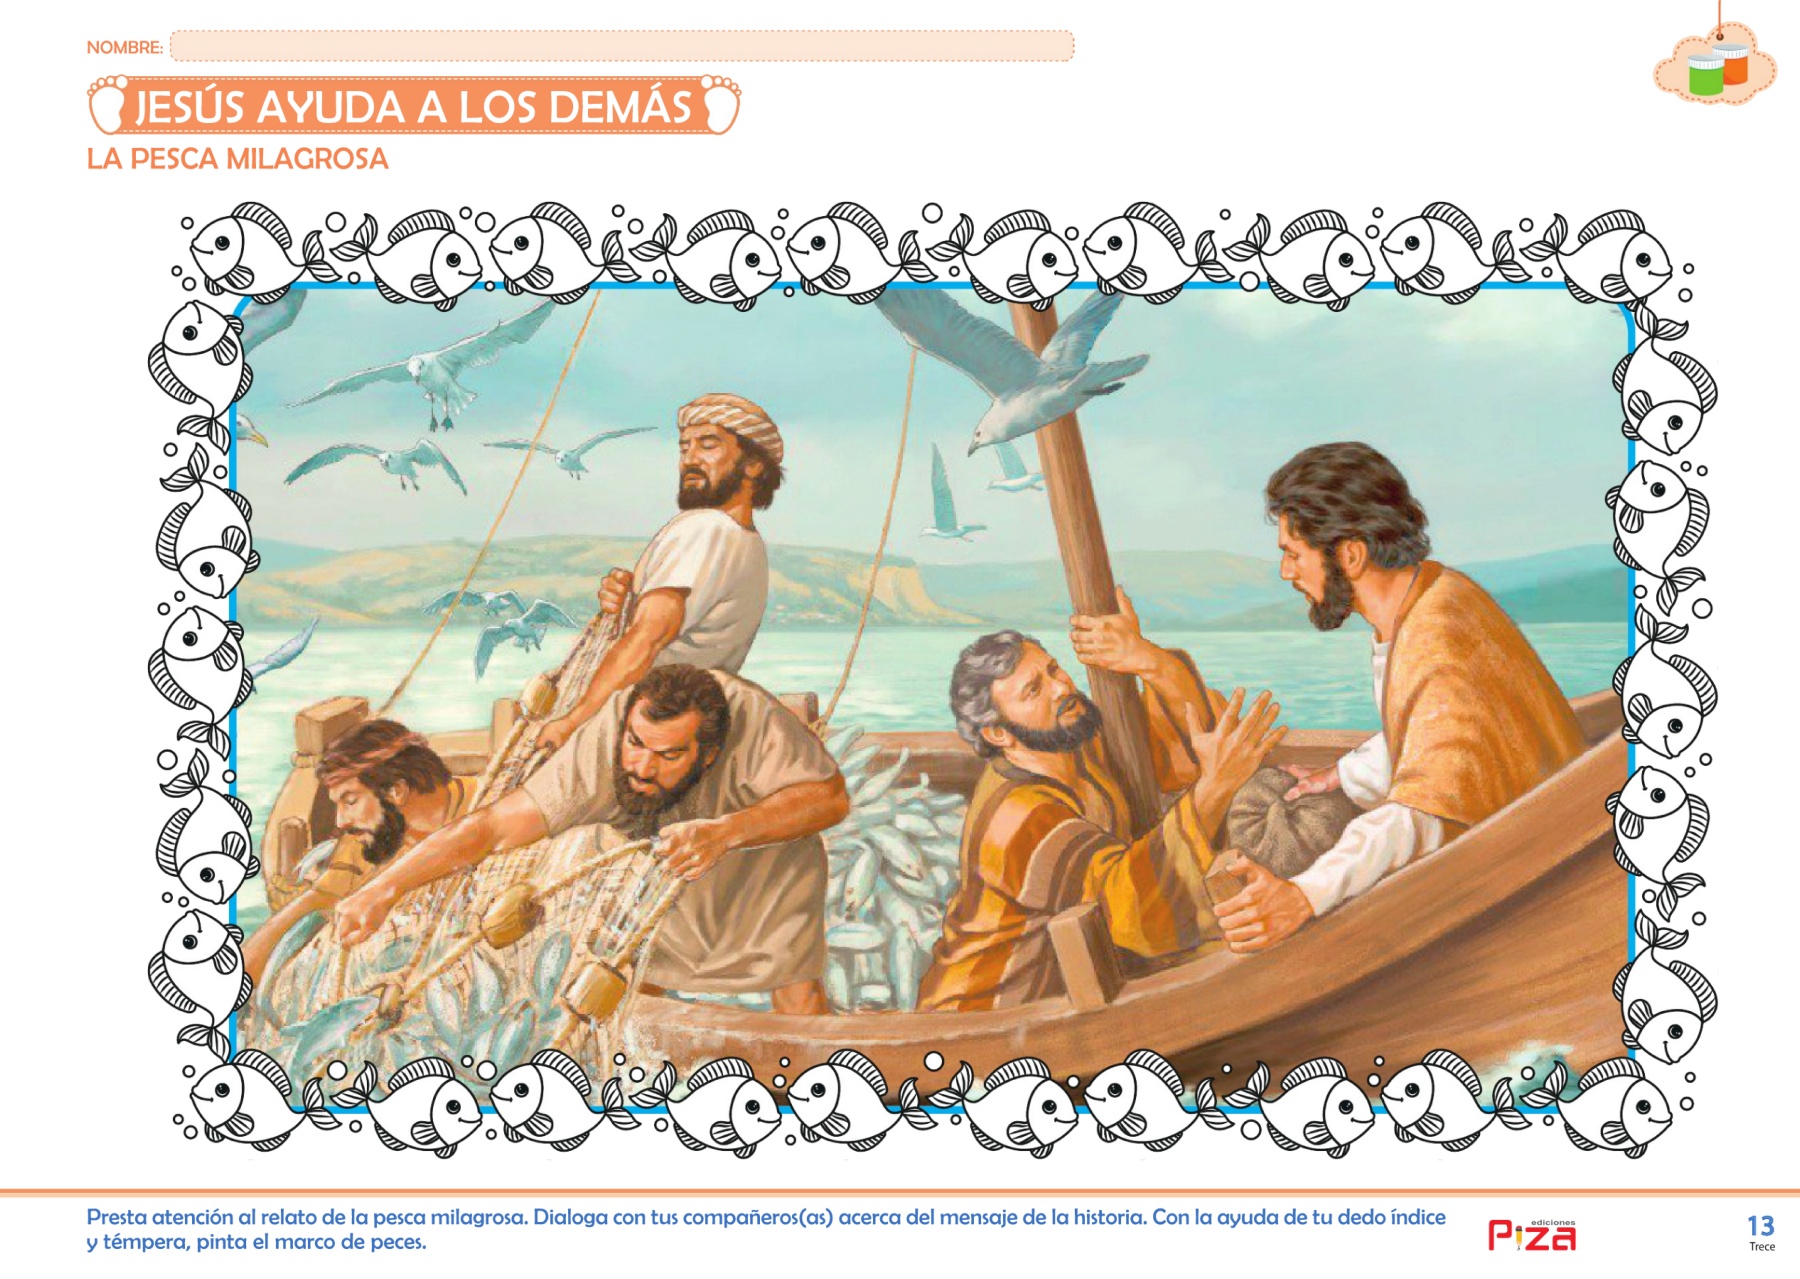 NOMBRE:
JESÚS AYUDA A LOS DEMÁS
LA PESCA MILAGROSA
Presta atención al relato de la pesca milagrosa. Dialoga con tus compañeros(as) acerca del mensaje de la historia. Con la ayuda de tu dedo índice
y témpera, pinta el marco de peces.
ediciones
Piza
13
Trece